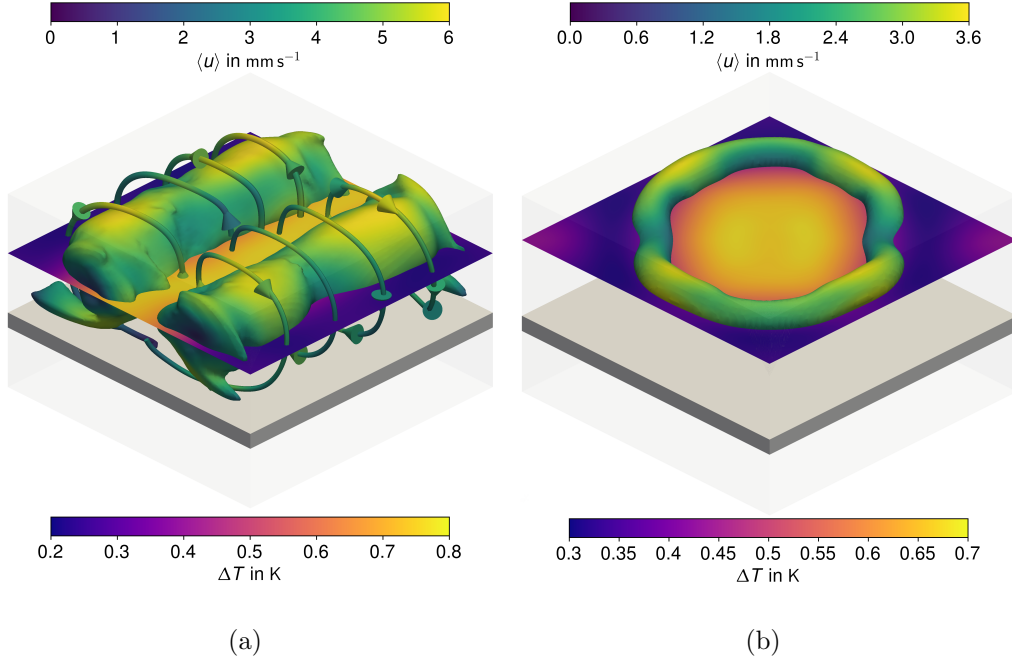 0 1 2 3 4 5 6
⟨u⟩ in mm s⁻¹
0.0 0.6 1.2 1.8 2.4 3.0 3.6
⟨u⟩ in mm s⁻¹
0.2 0.3 0.4 0.5 0.6 0.7 0.8
ΔT in K
0.3 0.35 0.4 0.45 0.5 0.55 0.6 0.65 0.7
ΔT in K
(a)
(b)